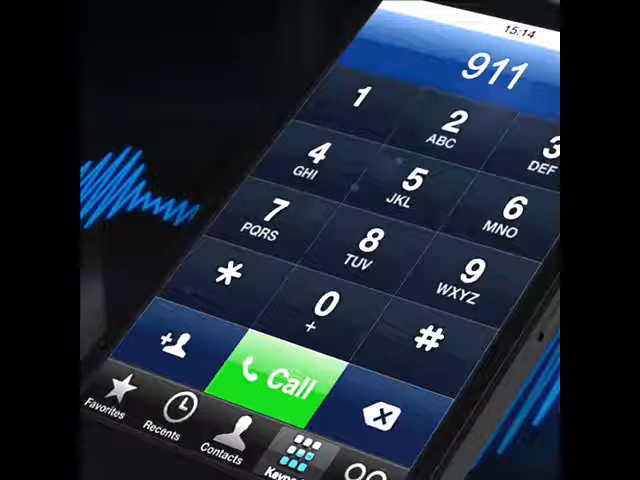 15:14
911
1
2
ABC
3
DEF
4
GHI
5
JKL
6
MNO
7
PQRS
8
TUV
9
WXYZ
*
0
+
#
+
Call
Favorites
Recents
Contacts